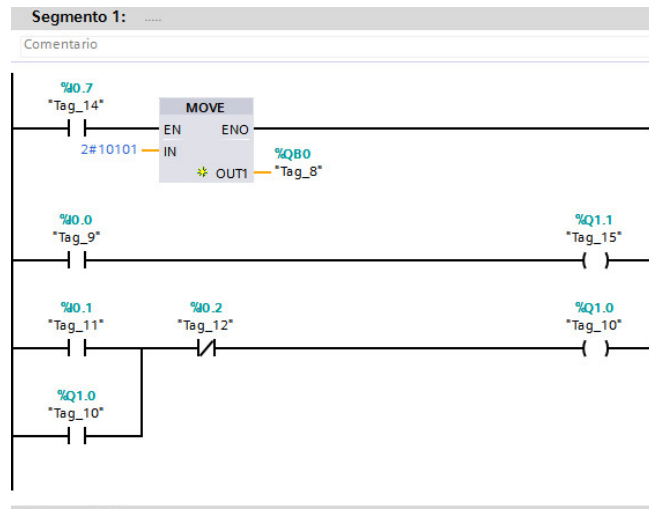 Segmento 1: .....
Comentario
%I0.7
"Tag_14"
MOVE
EN ENO
2#10101 IN
%QB0
OUT1 "Tag_8"
%I0.0 %Q1.1
"Tag_9" "Tag_15"
%I0.1 %I0.2 %Q1.0
"Tag_11" "Tag_12" "Tag_10"
%Q1.0
"Tag_10"